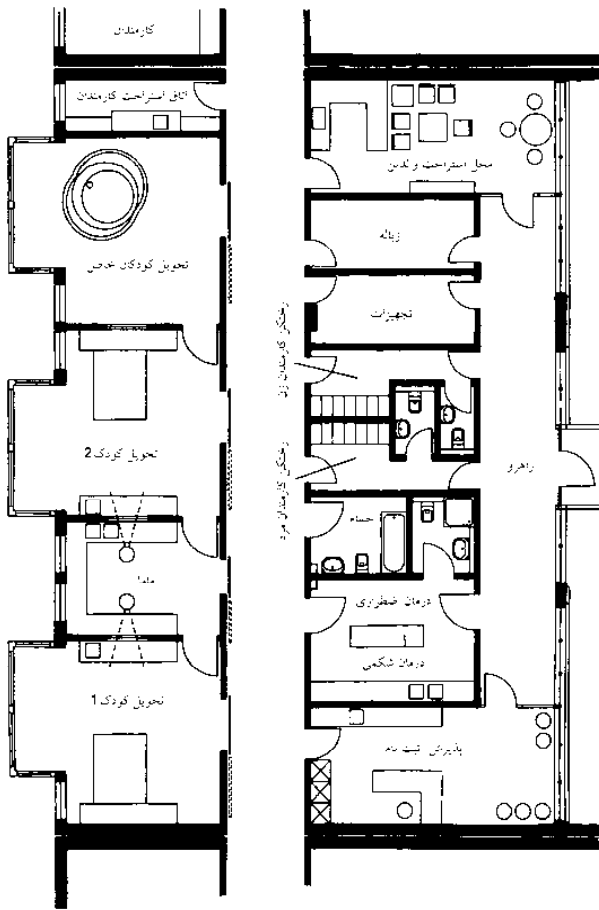 کارمندان
اتاق استراحت کارمندان
محل استراحت والدین
زباله
تحویل کودکان خاص
تجهیزات
رختکن کارمندان زن
تحویل کودک 2
رختکن کارمندان مرد
راهرو
حمام
ماما
درمان ضطراری
درمان شکمی
تحویل کودک 1
پذیرش ثبت نام